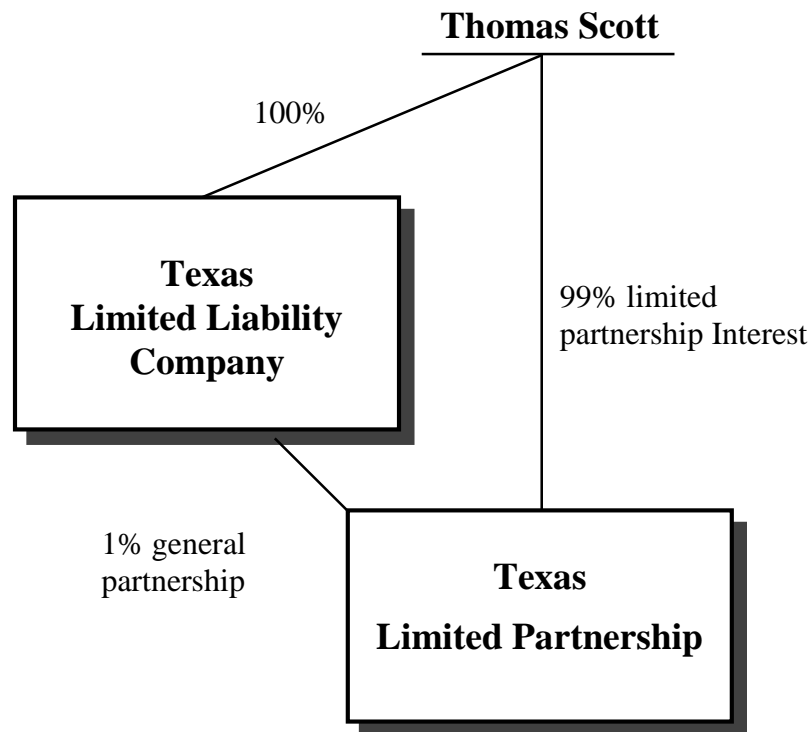 Thomas Scott
100%
Texas
Limited Liability
Company
99% limited
partnership Interest
1% general
partnership
Texas
Limited Partnership